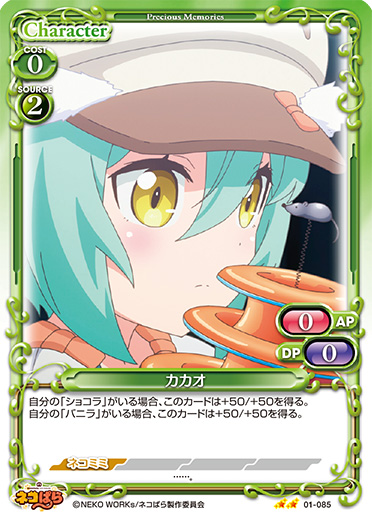 Precious Memories
Character
COST
0
SOURCE
2
0 AP
DP 0
カカオ
自分の「ショコラ」がいる場合、このカードは+50/+50を得る。
自分の「バニラ」がいる場合、このカードは+50/+50を得る。
ネコミミ
……。
ネコぱら
©NEKO WORKs/ネコぱら製作委員会
01-085